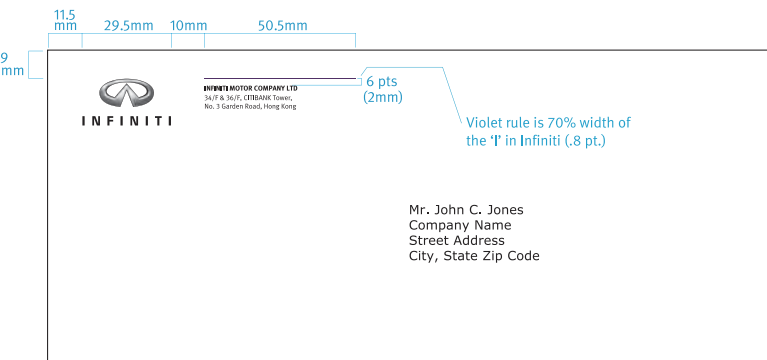 11.5
mm
29.5mm
10mm
50.5mm
9
mm
INFINITI
INFINITI MOTOR COMPANY LTD
34/F & 36/F, CITIBANK Tower,
No. 3 Garden Road, Hong Kong
6 pts
(2mm)
Violet rule is 70% width of
the ‘I’ in Infiniti (.8 pt.)
Mr. John C. Jones
Company Name
Street Address
City, State Zip Code